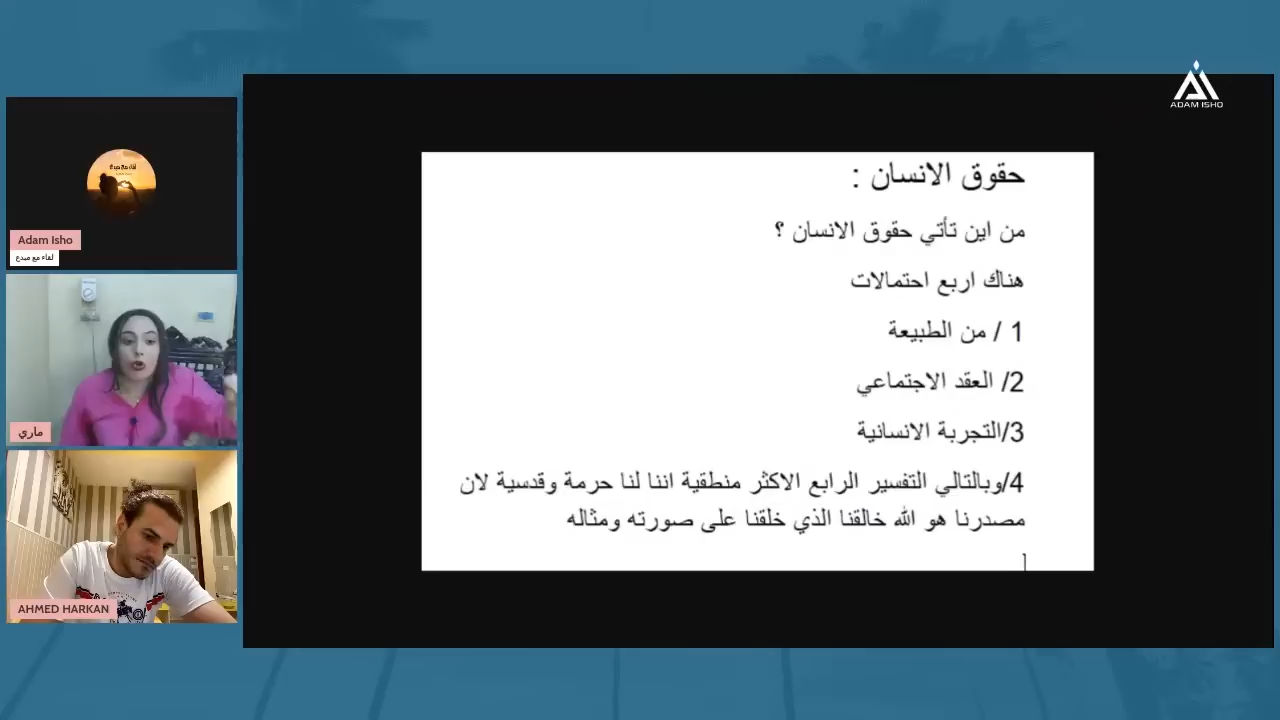 ADAM ISHO
Adam Isho
لقاء مع مبدع
ماري
AHMED HARKAN
حقوق الانسان :
من اين تأتي حقوق الانسان ؟
هناك اربع احتمالات
1 / من الطبيعة
2/ العقد الاجتماعي
3/التجربة الانسانية
4/وبالتالي التفسير الرابع الاكثر منطقية اننا لنا حرمة وقدسية لان
مصدرنا هو الله خالقنا الذي خلقنا على صورته ومثاله